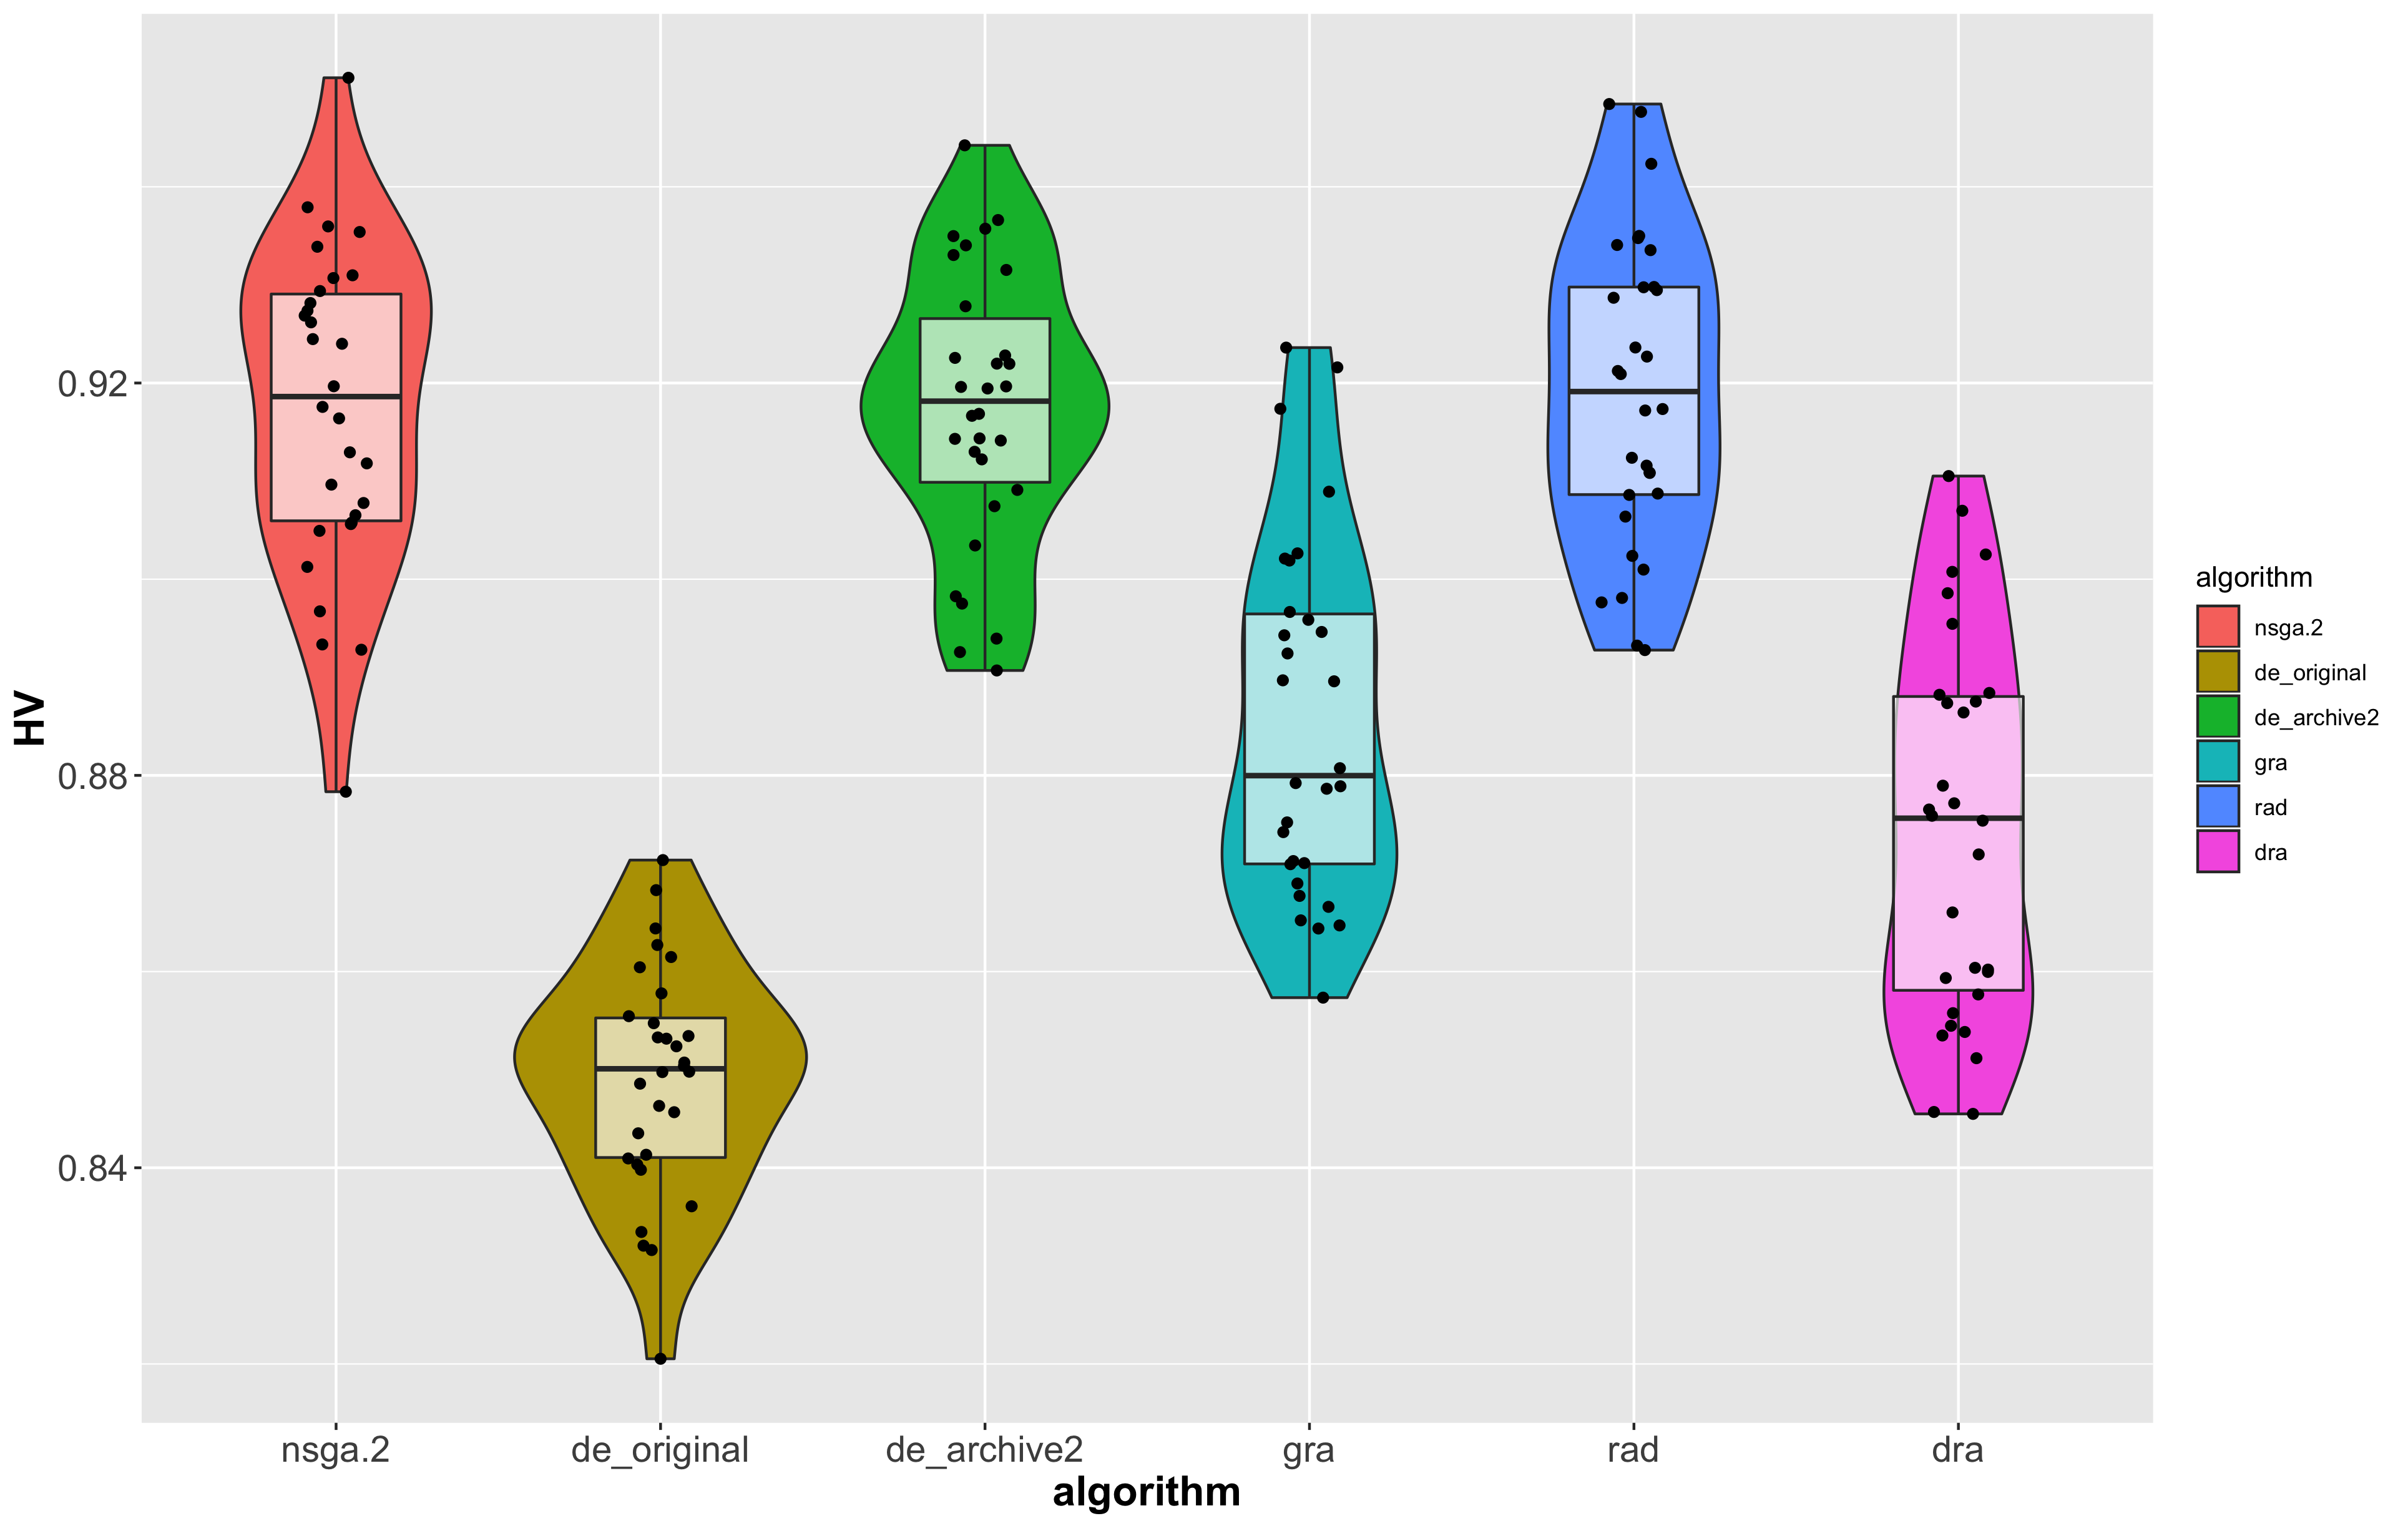 HV
0.92
0.88
0.84
nsga.2
de_original
de_archive2
gra
rad
dra
algorithm
algorithm
nsga.2
de_original
de_archive2
gra
rad
dra